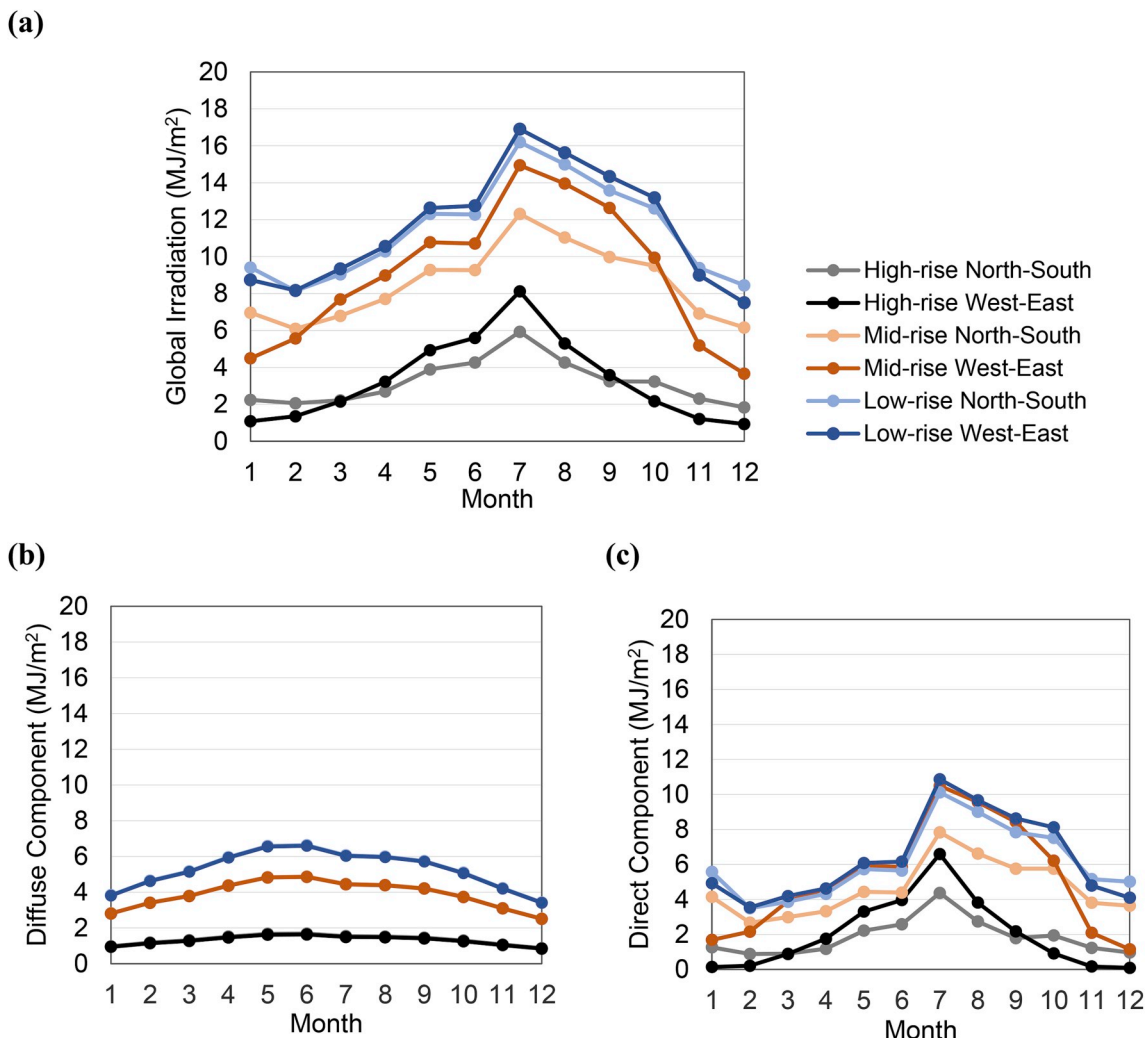 (a)
Global Irradiation (MJ/m²)
20
18
16
14
12
10
8
6
4
2
0
1 2 3 4 5 6 7 8 9 10 11 12
Month
High-rise North-South
High-rise West-East
Mid-rise North-South
Mid-rise West-East
Low-rise North-South
Low-rise West-East
(b)
Diffuse Component (MJ/m²)
20
18
16
14
12
10
8
6
4
2
0
1 2 3 4 5 6 7 8 9 10 11 12
Month
(c)
Direct Component (MJ/m²)
20
18
16
14
12
10
8
6
4
2
0
1 2 3 4 5 6 7 8 9 10 11 12
Month